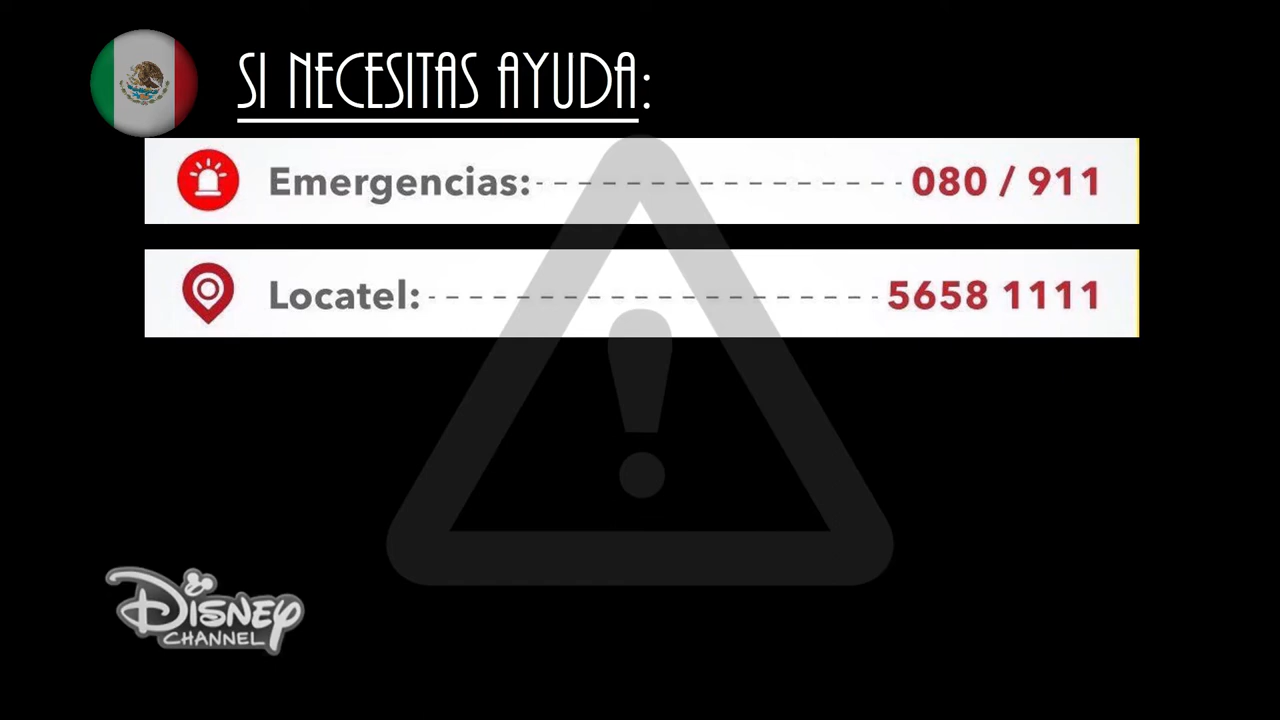 SI NECESITAS AYUDA:
Emergencias: 080 / 911
Locatel: 5658 1111
DISNEY
CHANNEL